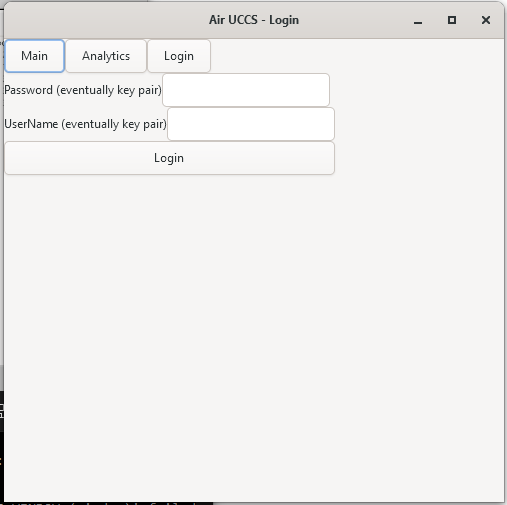 Air UCCS - Login
Main Analytics Login
Password (eventually key pair)
UserName (eventually key pair)
Login